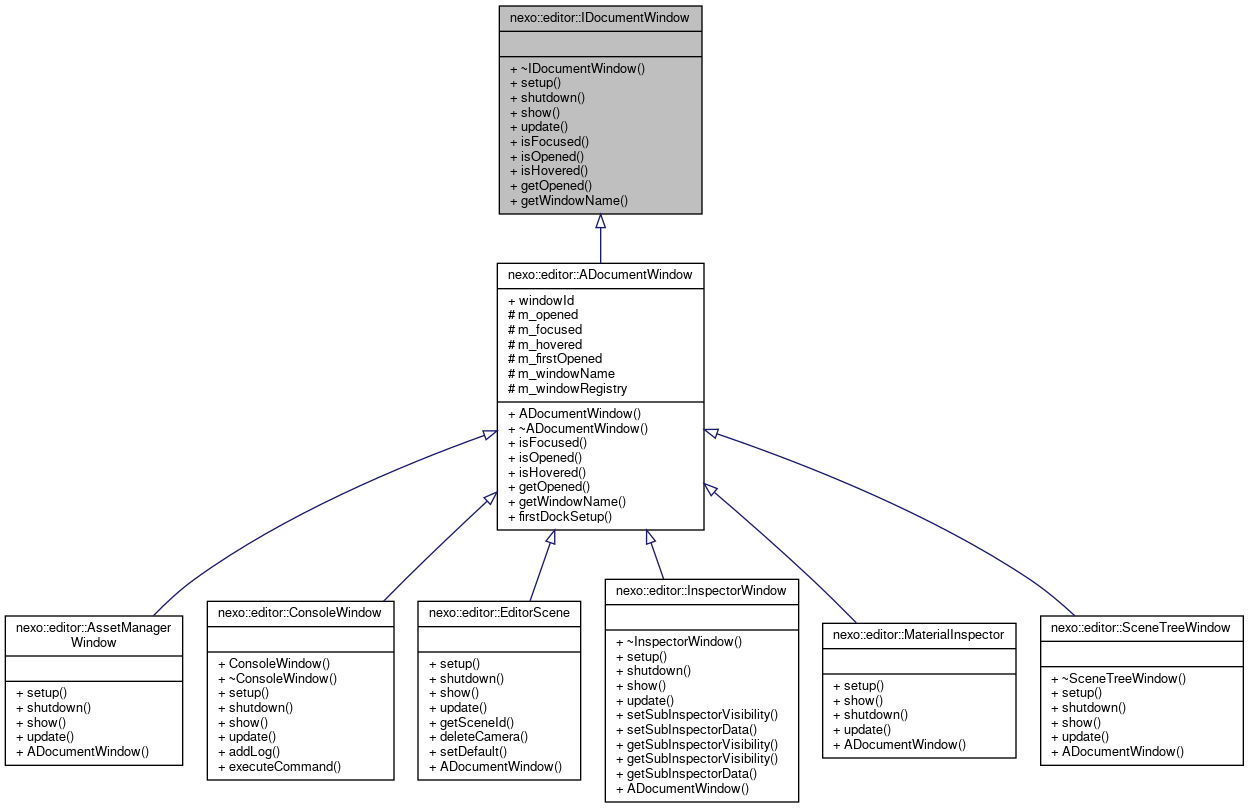 nexo::editor::IDocumentWindow
+ ~IDocumentWindow()
+ setup()
+ shutdown()
+ show()
+ update()
+ isFocused()
+ isOpened()
+ isHovered()
+ getOpened()
+ getWindowName()
nexo::editor::ADocumentWindow
+ windowId
# m_opened
# m_focused
# m_hovered
# m_firstOpened
# m_windowName
# m_windowRegistry
+ ADocumentWindow()
+ ~ADocumentWindow()
+ isFocused()
+ isOpened()
+ isHovered()
+ getOpened()
+ getWindowName()
+ firstDockSetup()
nexo::editor::AssetManager
Window
+ setup()
+ shutdown()
+ show()
+ update()
+ ADocumentWindow()
nexo::editor::ConsoleWindow
+ ConsoleWindow()
+ ~ConsoleWindow()
+ setup()
+ shutdown()
+ show()
+ update()
+ addLog()
+ executeCommand()
nexo::editor::EditorScene
+ setup()
+ shutdown()
+ show()
+ update()
+ getSceneId()
+ deleteCamera()
+ setDefault()
+ ADocumentWindow()
nexo::editor::InspectorWindow
+ ~InspectorWindow()
+ setup()
+ shutdown()
+ show()
+ update()
+ setSubInspectorVisibility()
+ setSubInspectorData()
+ getSubInspectorVisibility()
+ getSubInspectorVisibility()
+ getSubInspectorData()
+ ADocumentWindow()
nexo::editor::MaterialInspector
+ setup()
+ show()
+ shutdown()
+ update()
+ ADocumentWindow()
nexo::editor::SceneTreeWindow
+ ~SceneTreeWindow()
+ setup()
+ shutdown()
+ show()
+ update()
+ ADocumentWindow()